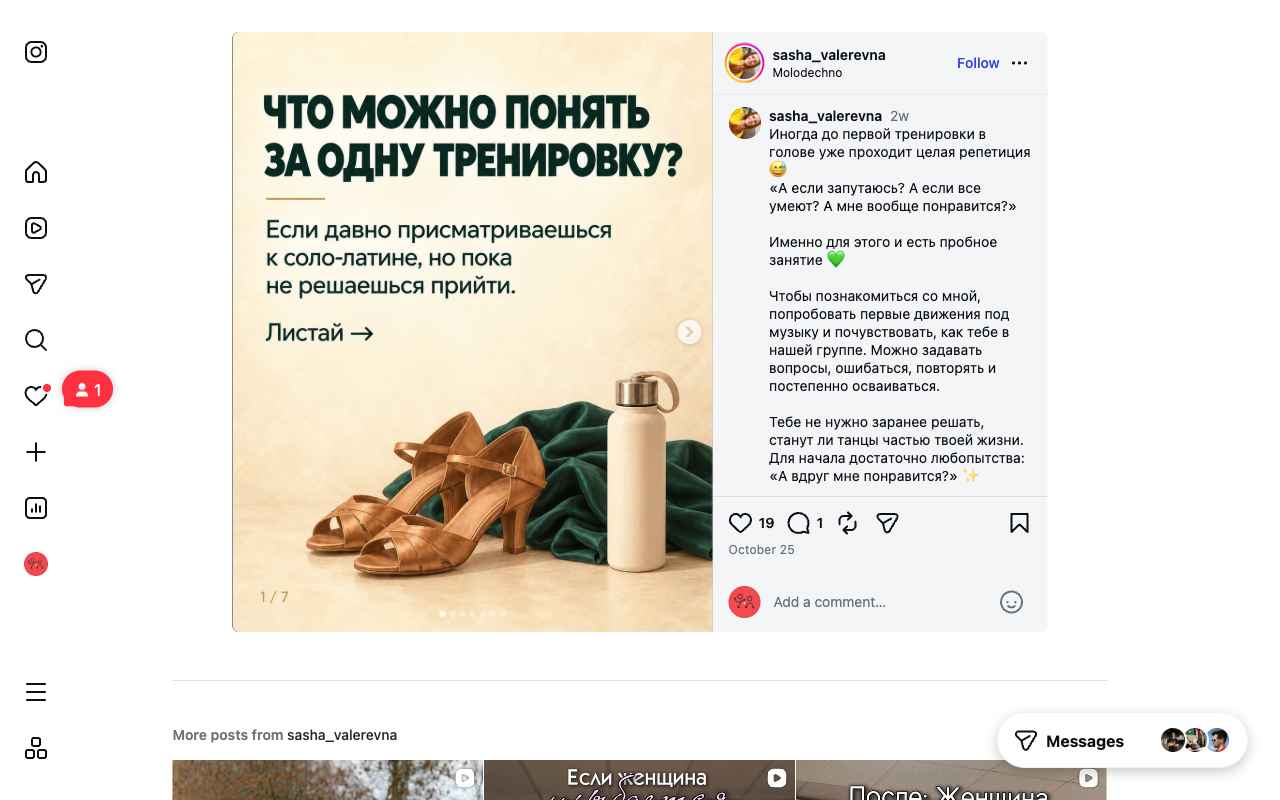 ЧТО МОЖНО ПОНЯТЬ
ЗА ОДНУ ТРЕНИРОВКУ?
Если давно присматриваешься
к соло-латине, но пока
не решаешься прийти.
Листай →
1 / 7
sasha_valerevna
Molodechno
Follow
sasha_valerevna 2w
Иногда до первой тренировки в
голове уже проходит целая репетиция
😅
«А если запутаюсь? А если все
умеют? А мне вообще понравится?»
Именно для этого и есть пробное
занятие 💚
Чтобы познакомиться со мной,
попробовать первые движения под
музыку и почувствовать, как тебе в
нашей группе. Можно задавать
вопросы, ошибаться, повторять и
постепенно осваиваться.
Тебе не нужно заранее решать,
станут ли танцы частью твоей жизни.
Для начала достаточно любопытства:
«А вдруг мне понравится?» ✨
19 1
October 25
Add a comment...
1
More posts from sasha_valerevna
Messages
Если женщина
После: Женщина